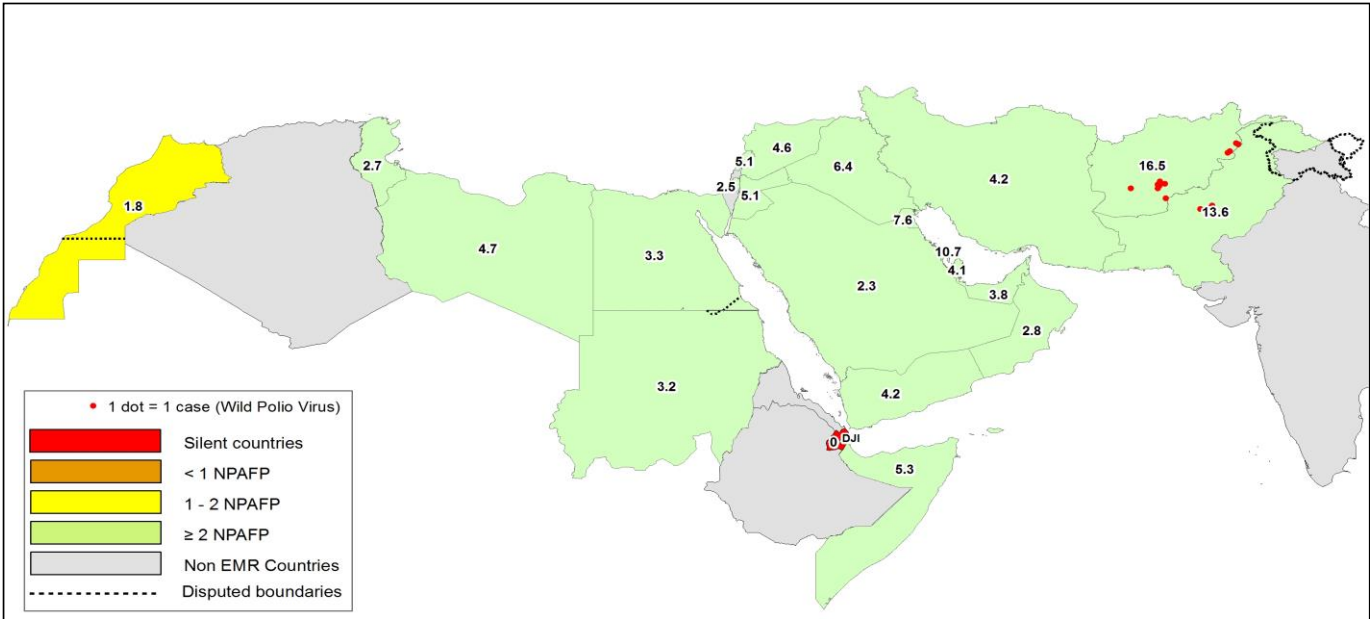 4.6
5.1
6.4
16.5
2.7
4.2
2.5
5.1
1.8
7.6
13.6
10.7
4.7
3.3
4.1
2.3
3.8
2.8
3.2
4.2
0
DJI
5.3
1 dot = 1 case (Wild Polio Virus)
Silent countries
< 1 NPAFP
1 - 2 NPAFP
≥ 2 NPAFP
Non EMR Countries
Disputed boundaries